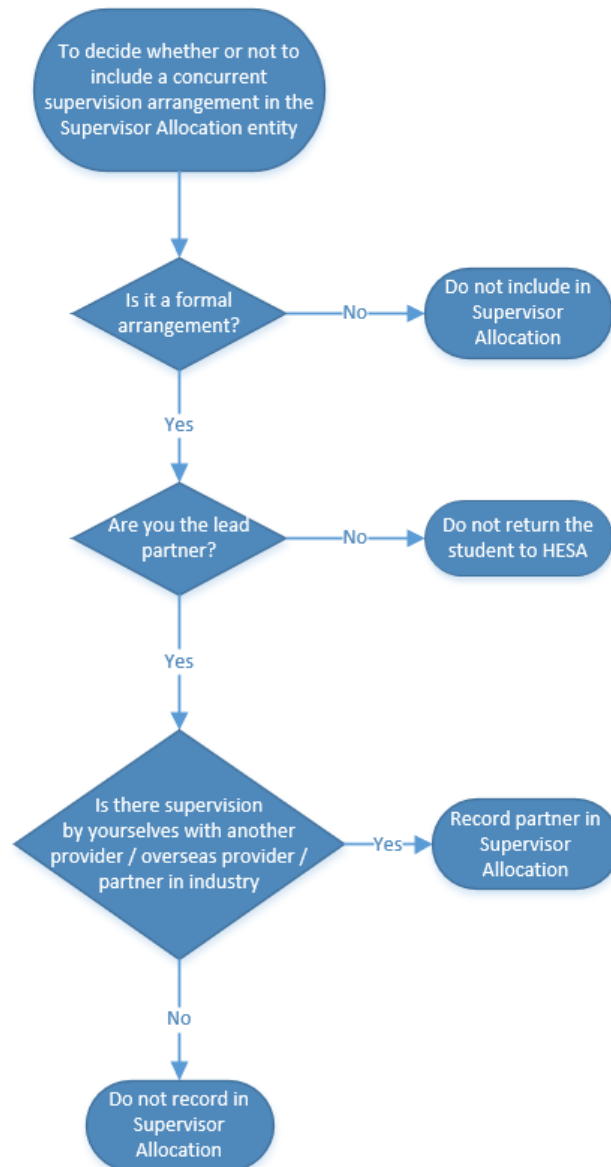 To decide whether or not to
include a concurrent
supervision arrangement in the
Supervisor Allocation entity
Is it a formal
arrangement?
No
Do not include in
Supervisor
Allocation
Yes
Are you the lead
partner?
No
Do not return the
student to HESA
Yes
Is there supervision
by yourselves with another
provider / overseas provider /
partner in industry
Yes
Record partner in
Supervisor
Allocation
No
Do not record in
Supervisor
Allocation